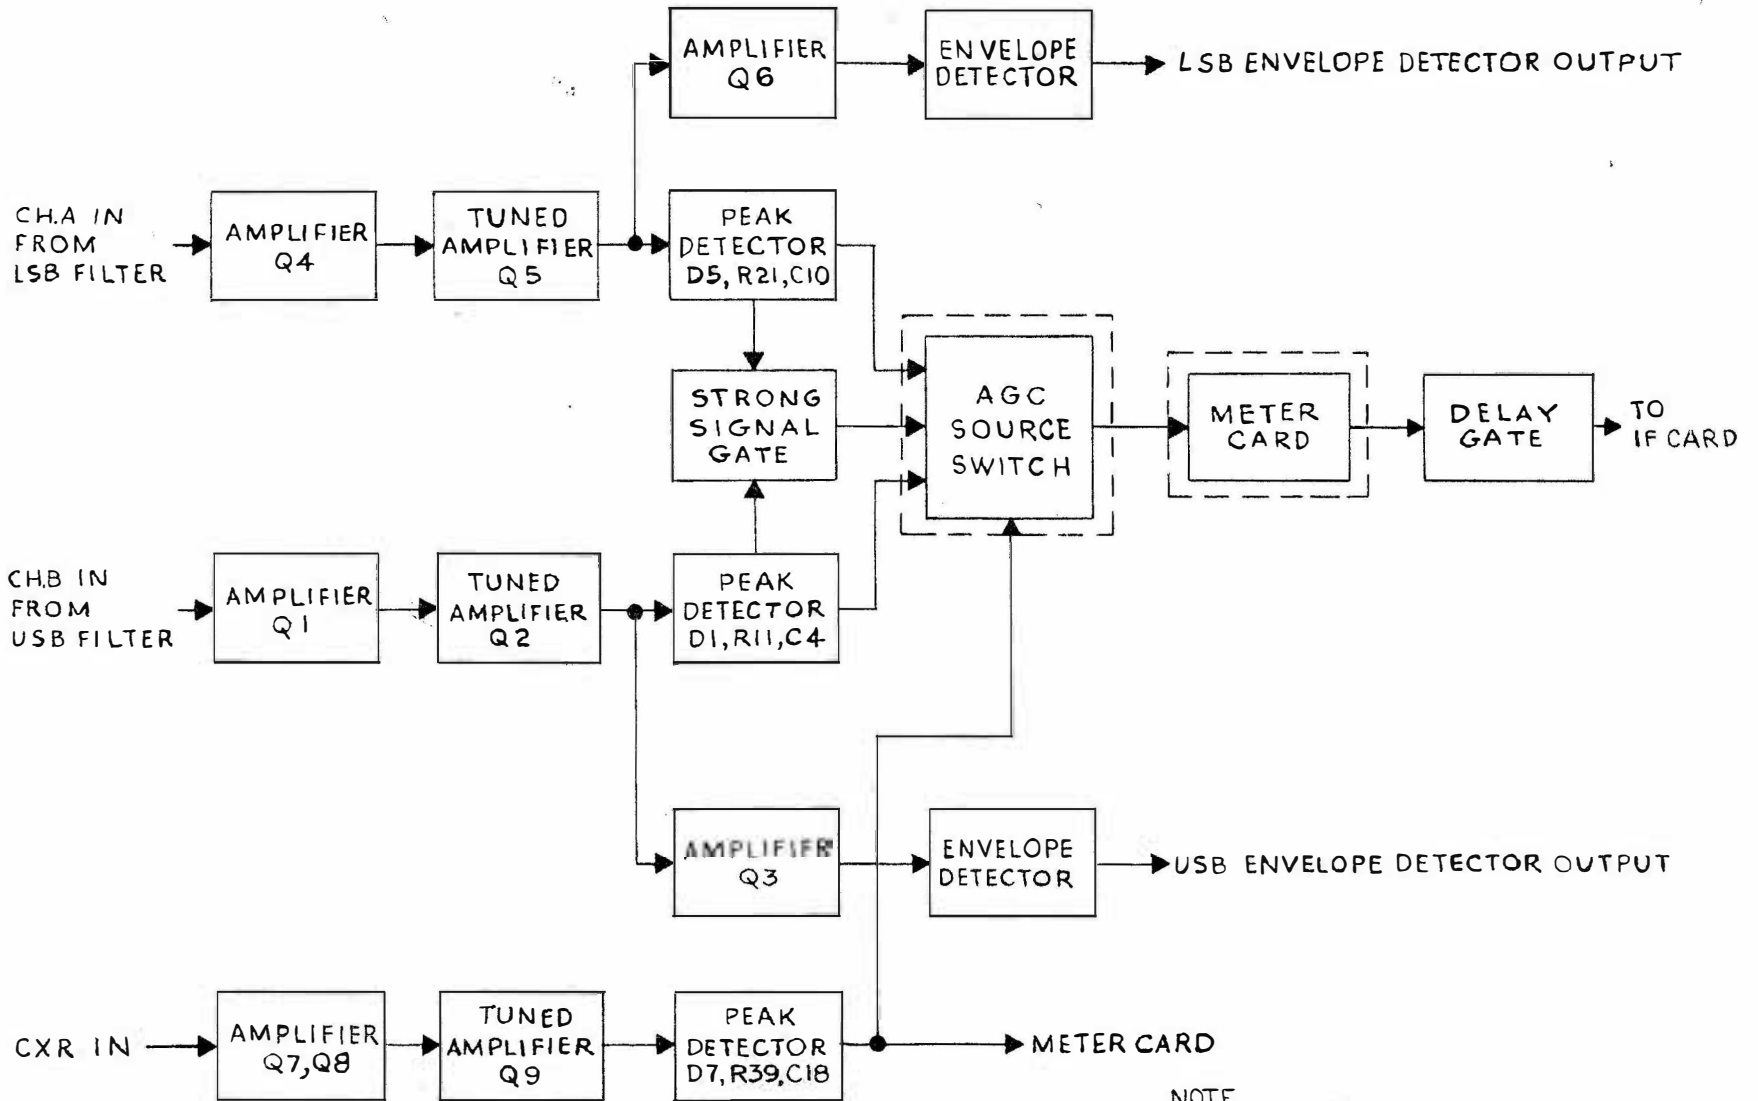 AMPLIFIER
Q6
ENVELOPE
DETECTOR
LSB ENVELOPE DETECTOR OUTPUT
CH.A IN
FROM
LSB FILTER
AMPLIFIER
Q4
TUNED
AMPLIFIER
Q5
PEAK
DETECTOR
D5, R21, C10
STRONG
SIGNAL
GATE
AGC
SOURCE
SWITCH
METER
CARD
DELAY
GATE
TO
IF CARD
CH.B IN
FROM
USB FILTER
AMPLIFIER
Q1
TUNED
AMPLIFIER
Q2
PEAK
DETECTOR
D1, R11, C4
AMPLIFIER
Q3
ENVELOPE
DETECTOR
USB ENVELOPE DETECTOR OUTPUT
CXR IN
AMPLIFIER
Q7, Q8
TUNED
AMPLIFIER
Q9
PEAK
DETECTOR
D7, R39, C18
METER CARD
NOTE